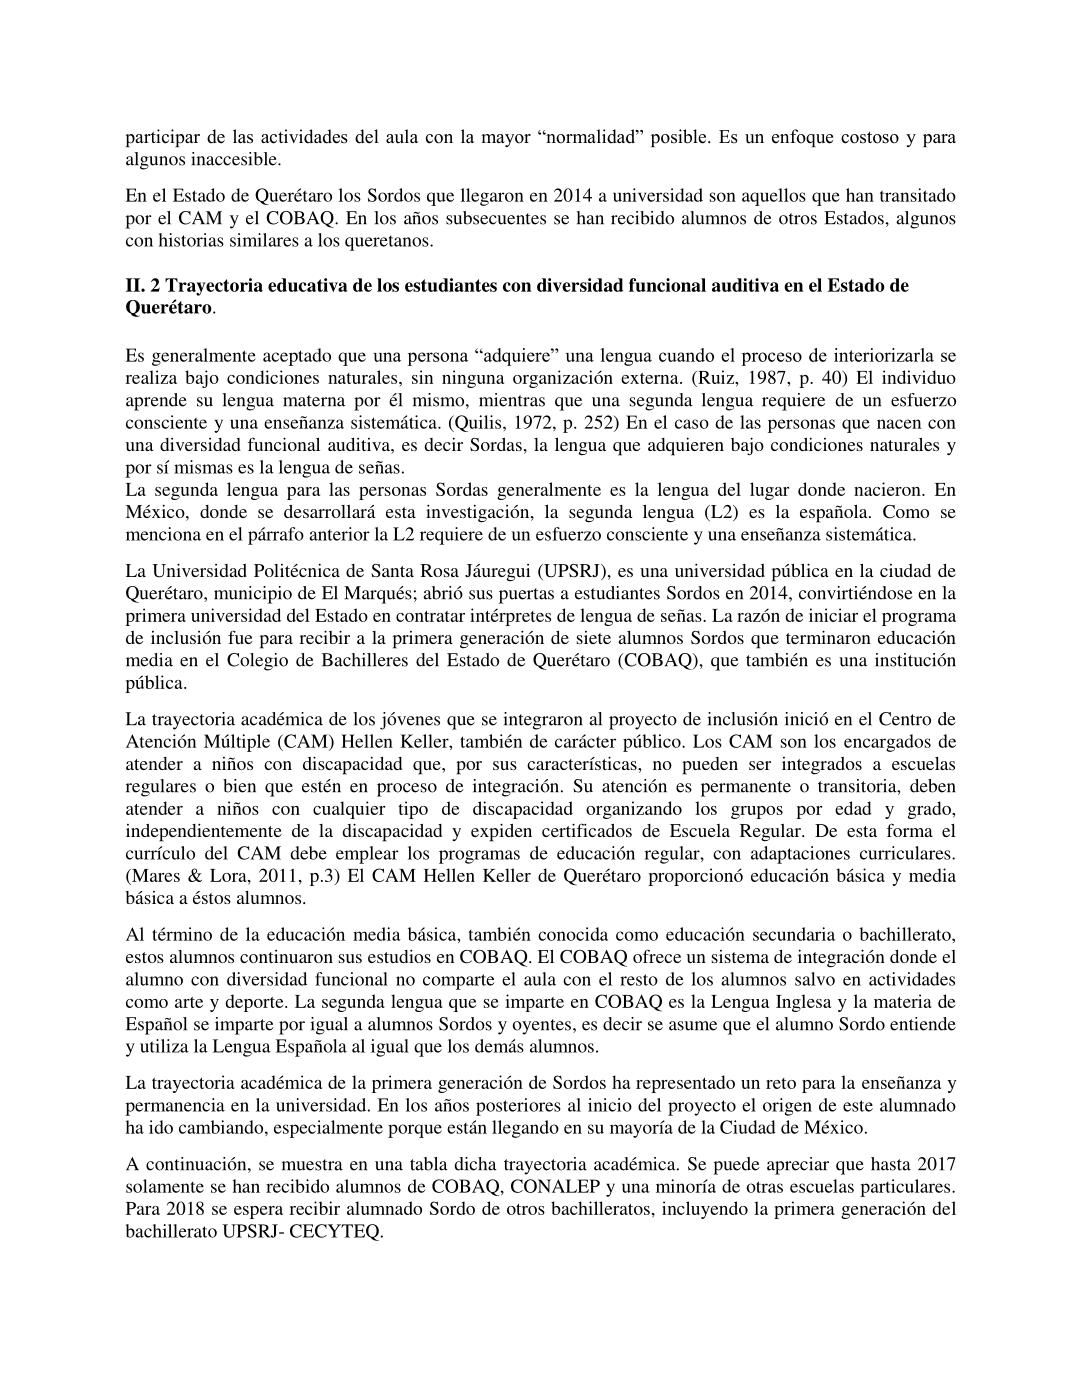 participar de las actividades del aula con la mayor “normalidad” posible. Es un enfoque costoso y para
algunos inaccesible.
En el Estado de Querétaro los Sordos que llegaron en 2014 a universidad son aquellos que han transitado
por el CAM y el COBAQ. En los años subsecuentes se han recibido alumnos de otros Estados, algunos
con historias similares a los queretanos.
II. 2 Trayectoria educativa de los estudiantes con diversidad funcional auditiva en el Estado de
Querétaro.
Es generalmente aceptado que una persona “adquiere” una lengua cuando el proceso de interiorizarla se
realiza bajo condiciones naturales, sin ninguna organización externa. (Ruiz, 1987, p. 40) El individuo
aprende su lengua materna por él mismo, mientras que una segunda lengua requiere de un esfuerzo
consciente y una enseñanza sistemática. (Quilis, 1972, p. 252) En el caso de las personas que nacen con
una diversidad funcional auditiva, es decir Sordas, la lengua que adquieren bajo condiciones naturales y
por sí mismas es la lengua de señas.
La segunda lengua para las personas Sordas generalmente es la lengua del lugar donde nacieron. En
México, donde se desarrollará esta investigación, la segunda lengua (L2) es la española. Como se
menciona en el párrafo anterior la L2 requiere de un esfuerzo consciente y una enseñanza sistemática.
La Universidad Politécnica de Santa Rosa Jáuregui (UPSRJ), es una universidad pública en la ciudad de
Querétaro, municipio de El Marqués; abrió sus puertas a estudiantes Sordos en 2014, convirtiéndose en la
primera universidad del Estado en contratar intérpretes de lengua de señas. La razón de iniciar el programa
de inclusión fue para recibir a la primera generación de siete alumnos Sordos que terminaron educación
media en el Colegio de Bachilleres del Estado de Querétaro (COBAQ), que también es una institución
pública.
La trayectoria académica de los jóvenes que se integraron al proyecto de inclusión inició en el Centro de
Atención Múltiple (CAM) Hellen Keller, también de carácter público. Los CAM son los encargados de
atender a niños con discapacidad que, por sus características, no pueden ser integrados a escuelas
regulares o bien que estén en proceso de integración. Su atención es permanente o transitoria, deben
atender a niños con cualquier tipo de discapacidad organizando los grupos por edad y grado,
independientemente de la discapacidad y expiden certificados de Escuela Regular. De esta forma el
currículo del CAM debe emplear los programas de educación regular, con adaptaciones curriculares.
(Mares & Lora, 2011, p.3) El CAM Hellen Keller de Querétaro proporcionó educación básica y media
básica a éstos alumnos.
Al término de la educación media básica, también conocida como educación secundaria o bachillerato,
estos alumnos continuaron sus estudios en COBAQ. El COBAQ ofrece un sistema de integración donde el
alumno con diversidad funcional no comparte el aula con el resto de los alumnos salvo en actividades
como arte y deporte. La segunda lengua que se imparte en COBAQ es la Lengua Inglesa y la materia de
Español se imparte por igual a alumnos Sordos y oyentes, es decir se asume que el alumno Sordo entiende
y utiliza la Lengua Española al igual que los demás alumnos.
La trayectoria académica de la primera generación de Sordos ha representado un reto para la enseñanza y
permanencia en la universidad. En los años posteriores al inicio del proyecto el origen de este alumnado
ha ido cambiando, especialmente porque están llegando en su mayoría de la Ciudad de México.
A continuación, se muestra en una tabla dicha trayectoria académica. Se puede apreciar que hasta 2017
solamente se han recibido alumnos de COBAQ, CONALEP y una minoría de otras escuelas particulares.
Para 2018 se espera recibir alumnado Sordo de otros bachilleratos, incluyendo la primera generación del
bachillerato UPSRJ- CECYTEQ.